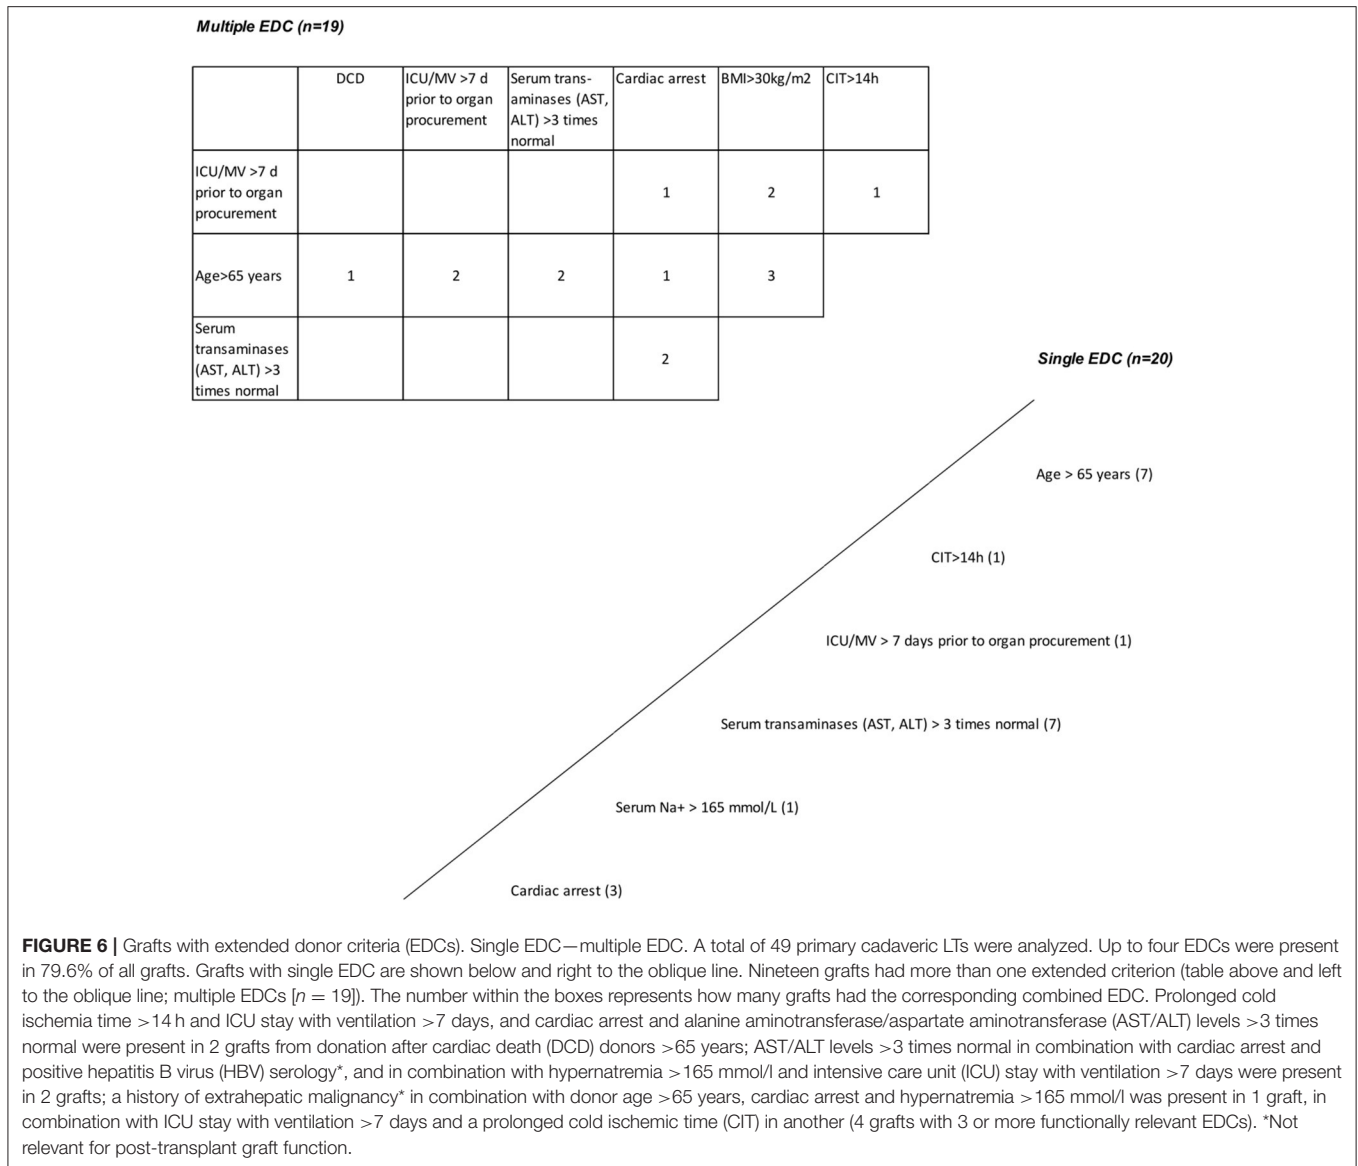 Multiple EDC (n=19)
DCD
ICU/MV >7 d
prior to organ
procurement
Serum trans-
aminases (AST,
ALT) >3 times
normal
Cardiac arrest
BMI>30kg/m2
CIT>14h
ICU/MV >7 d
prior to organ
procurement
1
2
1
Age>65 years
1
2
2
1
3
Serum
transaminases
(AST, ALT) >3
times normal
2
Single EDC (n=20)
Age > 65 years (7)
CIT>14h (1)
ICU/MV > 7 days prior to organ procurement (1)
Serum transaminases (AST, ALT) > 3 times normal (7)
Serum Na+ > 165 mmol/L (1)
Cardiac arrest (3)
FIGURE 6 | Grafts with extended donor criteria (EDCs). Single EDC—multiple EDC. A total of 49 primary cadaveric LTs were analyzed. Up to four EDCs were present
in 79.6% of all grafts. Grafts with single EDC are shown below and right to the oblique line. Nineteen grafts had more than one extended criterion (table above and left
to the oblique line; multiple EDCs [n = 19]). The number within the boxes represents how many grafts had the corresponding combined EDC. Prolonged cold
ischemia time >14 h and ICU stay with ventilation >7 days, and cardiac arrest and alanine aminotransferase/aspartate aminotransferase (AST/ALT) levels >3 times
normal were present in 2 grafts from donation after cardiac death (DCD) donors >65 years; AST/ALT levels >3 times normal in combination with cardiac arrest and
positive hepatitis B virus (HBV) serology*, and in combination with hypernatremia >165 mmol/l and intensive care unit (ICU) stay with ventilation >7 days were present
in 2 grafts; a history of extrahepatic malignancy* in combination with donor age >65 years, cardiac arrest and hypernatremia >165 mmol/l was present in 1 graft, in
combination with ICU stay with ventilation >7 days and a prolonged cold ischemic time (CIT) in another (4 grafts with 3 or more functionally relevant EDCs). *Not
relevant for post-transplant graft function.